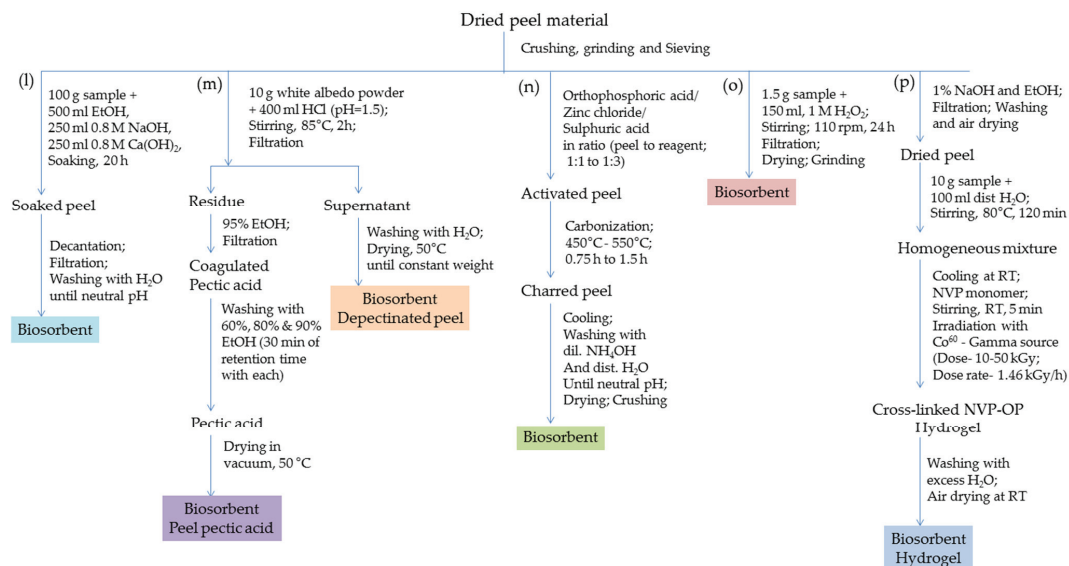 Dried peel material
Crushing, grinding and Sieving
(l)
100 g sample +
500 ml EtOH,
250 ml 0.8 M NaOH,
250 ml 0.8 M Ca(OH)₂,
Soaking, 20 h
Soaked peel
Decantation;
Filtration;
Washing with H₂O
until neutral pH
Biosorbent
(m)
10 g white albedo powder
+ 400 ml HCl (pH=1.5);
Stirring, 85°C, 2h;
Filtration
Residue
95% EtOH;
Filtration
Coagulated
Pectic acid
Washing with
60%, 80% & 90%
EtOH (30 min of
retention time
with each)
Pectic acid
Drying in
vacuum, 50 °C
Biosorbent
Peel pectic acid
Supernatant
Washing with H₂O;
Drying, 50°C
until constant weight
Biosorbent
Depectinated peel
(n)
Orthophosphoric acid/
Zinc chloride/
Sulphuric acid
in ratio (peel to reagent;
1:1 to 1:3)
Activated peel
Carbonization;
450°C - 550°C;
0.75 h to 1.5 h
Charred peel
Cooling;
Washing with
dil. NH₄OH
And dist. H₂O
Until neutral pH;
Drying; Crushing
Biosorbent
(o)
1.5 g sample +
150 ml, 1 M H₂O₂;
Stirring; 110 rpm, 24 h
Filtration;
Drying; Grinding
Biosorbent
(p)
1% NaOH and EtOH;
Filtration; Washing
and air drying
Dried peel
10 g sample +
100 ml dist H₂O;
Stirring, 80°C, 120 min
Homogeneous mixture
Cooling at RT;
NVP monomer;
Stirring, RT, 5 min
Irradiation with
Co⁶⁰ - Gamma source
(Dose- 10-50 kGy;
Dose rate- 1.46 kGy/h)
Cross-linked NVP-OP
Hydrogel
Washing with
excess H₂O;
Air drying at RT
Biosorbent
Hydrogel